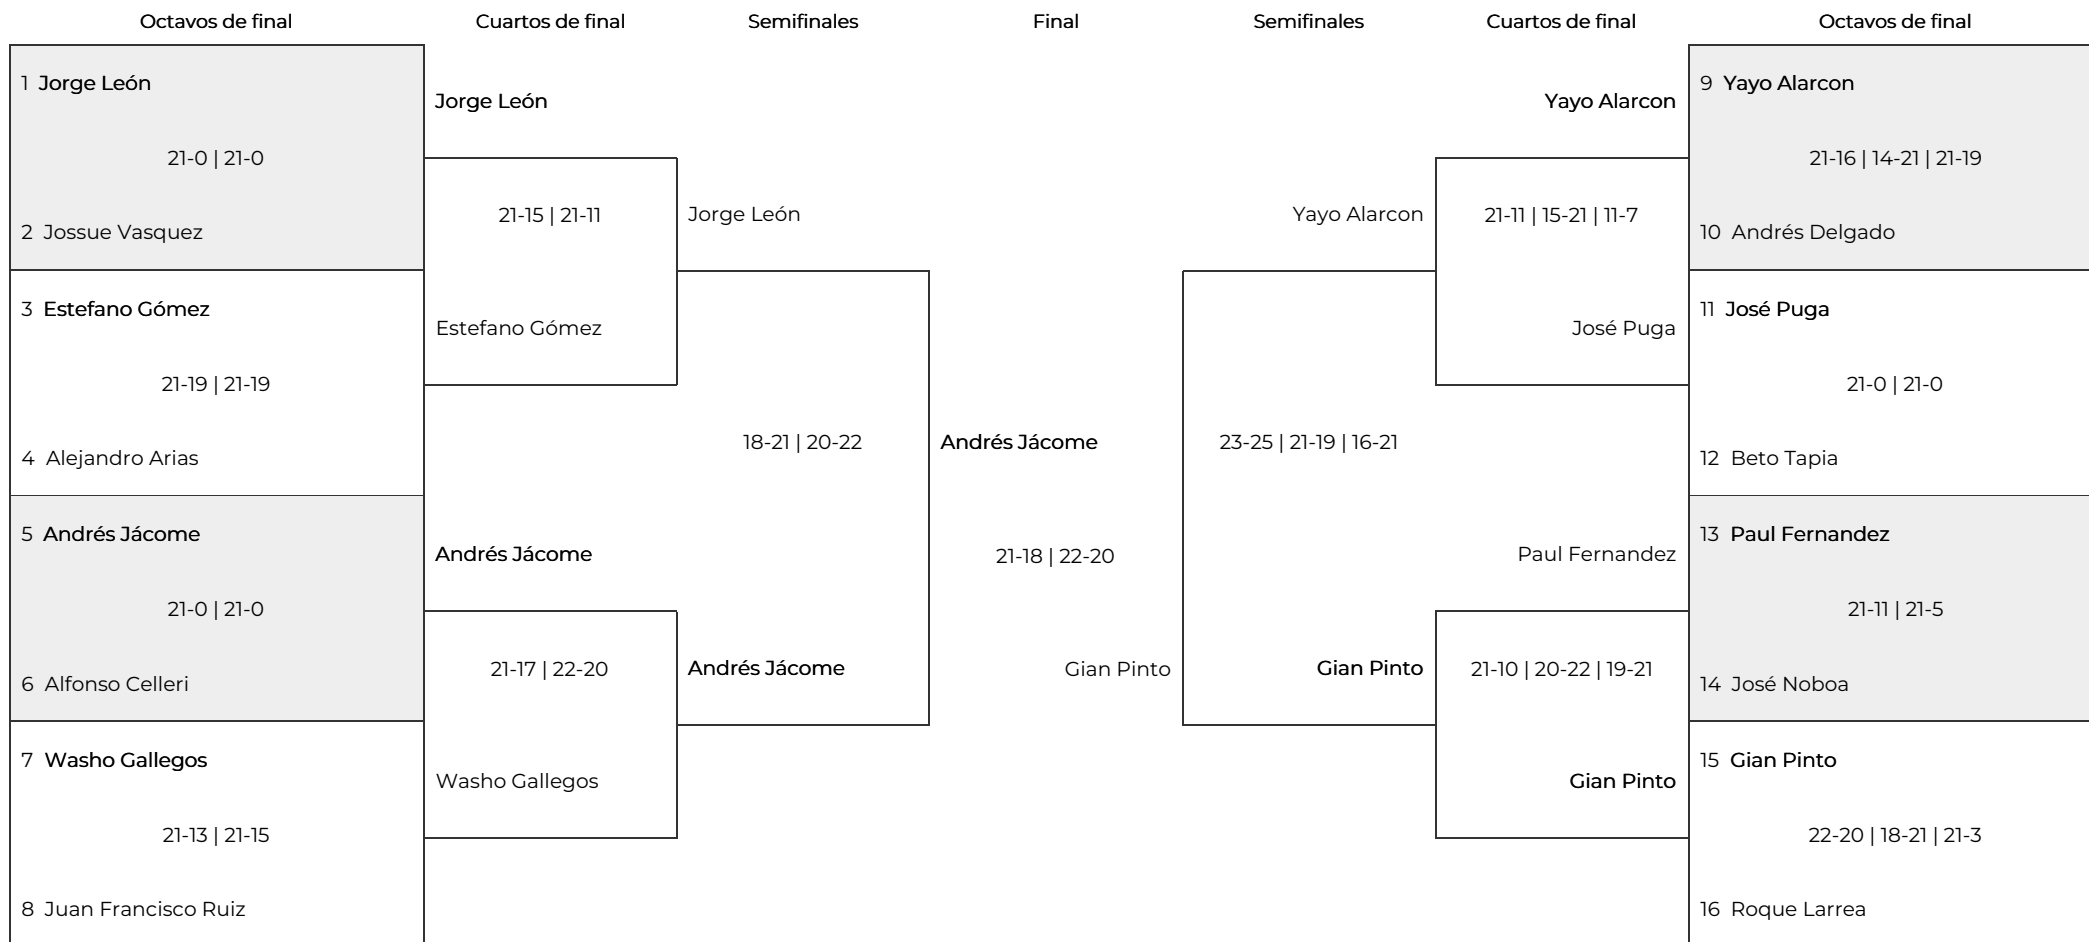 Octavos de final
Cuartos de final
Semifinales
Final
Semifinales
Cuartos de final
Octavos de final
1 Jorge León
21-0 | 21-0
2 Jossue Vasquez
3 Estefano Gómez
21-19 | 21-19
4 Alejandro Arias
5 Andrés Jácome
21-0 | 21-0
6 Alfonso Celleri
7 Washo Gallegos
21-13 | 21-15
8 Juan Francisco Ruiz
Jorge León
21-15 | 21-11
Estefano Gómez
Andrés Jácome
21-17 | 22-20
Washo Gallegos
Jorge León
18-21 | 20-22
Andrés Jácome
Andrés Jácome
21-18 | 22-20
Gian Pinto
Yayo Alarcon
23-25 | 21-19 | 16-21
Gian Pinto
Yayo Alarcon
21-11 | 15-21 | 11-7
José Puga
Paul Fernandez
21-10 | 20-22 | 19-21
Gian Pinto
9 Yayo Alarcon
21-16 | 14-21 | 21-19
10 Andrés Delgado
11 José Puga
21-0 | 21-0
12 Beto Tapia
13 Paul Fernandez
21-11 | 21-5
14 José Noboa
15 Gian Pinto
22-20 | 18-21 | 21-3
16 Roque Larrea